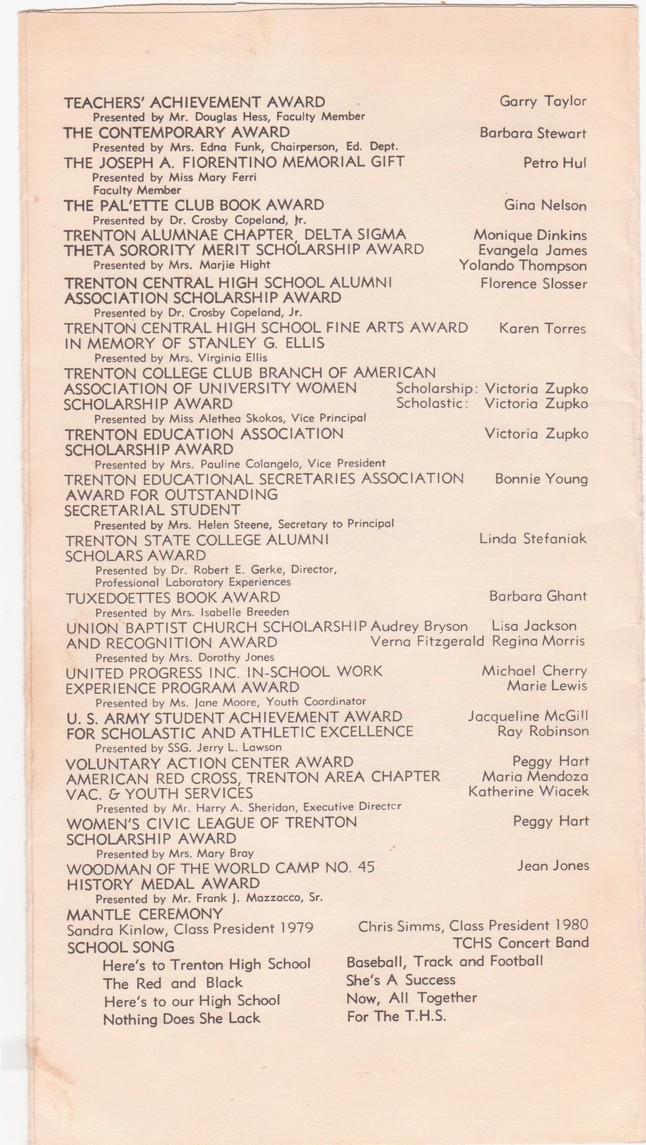 TEACHERS' ACHIEVEMENT AWARD Garry Taylor
Presented by Mr. Douglas Hess, Faculty Member
THE CONTEMPORARY AWARD Barbara Stewart
Presented by Mrs. Edna Funk, Chairperson, Ed. Dept.
THE JOSEPH A. FIORENTINO MEMORIAL GIFT Petro Hul
Presented by Miss Mary Ferri
Faculty Member
THE PAL'ETTE CLUB BOOK AWARD Gina Nelson
Presented by Dr. Crosby Copeland, Jr.
TRENTON ALUMNAE CHAPTER, DELTA SIGMA Monique Dinkins
THETA SORORITY MERIT SCHOLARSHIP AWARD Evangela James
Presented by Mrs. Marjie Hight Yolando Thompson
TRENTON CENTRAL HIGH SCHOOL ALUMNI Florence Slosser
ASSOCIATION SCHOLARSHIP AWARD
Presented by Dr. Crosby Copeland, Jr.
TRENTON CENTRAL HIGH SCHOOL FINE ARTS AWARD Karen Torres
IN MEMORY OF STANLEY G. ELLIS
Presented by Mrs. Virginia Ellis
TRENTON COLLEGE CLUB BRANCH OF AMERICAN
ASSOCIATION OF UNIVERSITY WOMEN Scholarship: Victoria Zupko
SCHOLARSHIP AWARD Scholastic: Victoria Zupko
Presented by Miss Alethea Skokos, Vice Principal
TRENTON EDUCATION ASSOCIATION Victoria Zupko
SCHOLARSHIP AWARD
Presented by Mrs. Pauline Colangelo, Vice President
TRENTON EDUCATIONAL SECRETARIES ASSOCIATION Bonnie Young
AWARD FOR OUTSTANDING
SECRETARIAL STUDENT
Presented by Mrs. Helen Steene, Secretary to Principal
TRENTON STATE COLLEGE ALUMNI Linda Stefaniak
SCHOLARS AWARD
Presented by Dr. Robert E. Gerke, Director,
Professional Laboratory Experiences
TUXEDOETTES BOOK AWARD Barbara Ghant
Presented by Mrs. Isabelle Breeden
UNION BAPTIST CHURCH SCHOLARSHIP Audrey Bryson Lisa Jackson
AND RECOGNITION AWARD Verna Fitzgerald Regina Morris
Presented by Mrs. Dorothy Jones
UNITED PROGRESS INC. IN-SCHOOL WORK Michael Cherry
EXPERIENCE PROGRAM AWARD Marie Lewis
Presented by Ms. Jane Moore, Youth Coordinator
U. S. ARMY STUDENT ACHIEVEMENT AWARD Jacqueline McGill
FOR SCHOLASTIC AND ATHLETIC EXCELLENCE Ray Robinson
Presented by SSG. Jerry L. Lawson
VOLUNTARY ACTION CENTER AWARD Peggy Hart
AMERICAN RED CROSS, TRENTON AREA CHAPTER Maria Mendoza
VAC. & YOUTH SERVICES Katherine Wiacek
Presented by Mr. Harry A. Sheridan, Executive Director
WOMEN'S CIVIC LEAGUE OF TRENTON Peggy Hart
SCHOLARSHIP AWARD
Presented by Mrs. Mary Bray
WOODMAN OF THE WORLD CAMP NO. 45 Jean Jones
HISTORY MEDAL AWARD
Presented by Mr. Frank J. Mazzacco, Sr.
MANTLE CEREMONY
Sandra Kinlow, Class President 1979 Chris Simms, Class President 1980
SCHOOL SONG TCHS Concert Band
Here's to Trenton High School Baseball, Track and Football
The Red and Black She's A Success
Here's to our High School Now, All Together
Nothing Does She Lack For The T.H.S.